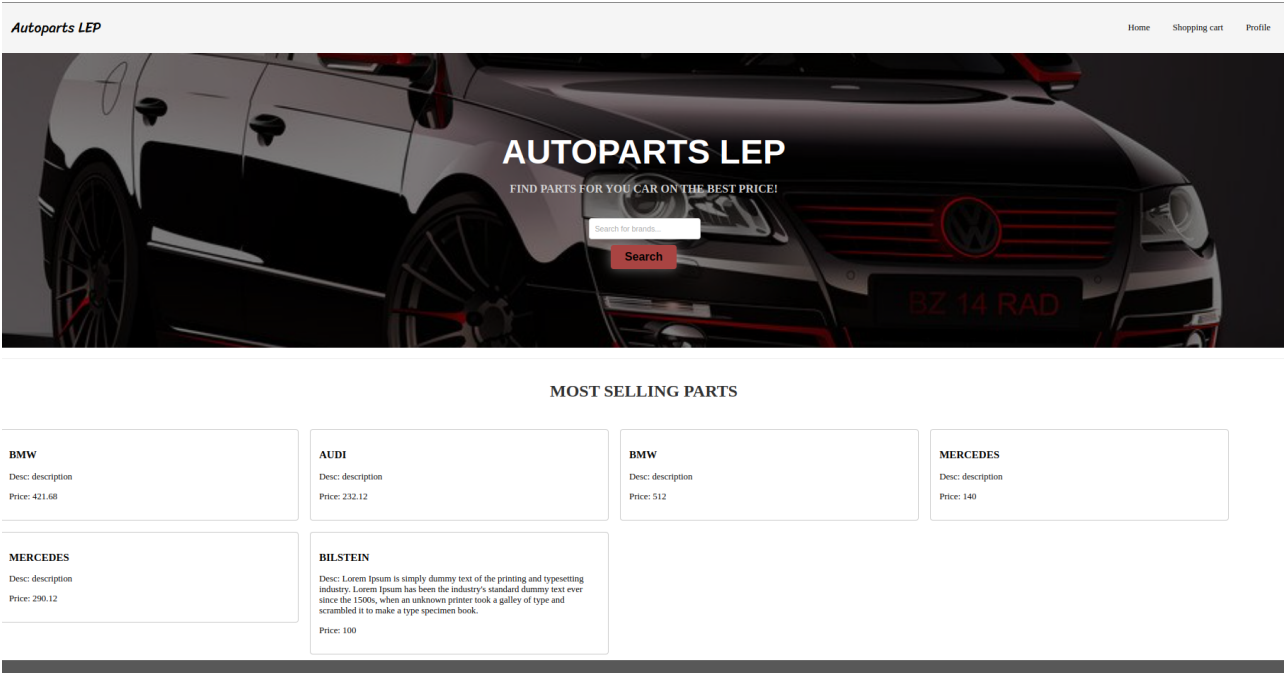 Autoparts LEP
Home Shopping cart Profile
AUTOPARTS LEP
FIND PARTS FOR YOU CAR ON THE BEST PRICE!
Search for brands...
Search
BZ 14 RAD
MOST SELLING PARTS
BMW
Desc: description
Price: 421.68
AUDI
Desc: description
Price: 232.12
BMW
Desc: description
Price: 512
MERCEDES
Desc: description
Price: 140
MERCEDES
Desc: description
Price: 290.12
BILSTEIN
Desc: Lorem Ipsum is simply dummy text of the printing and typesetting
industry. Lorem Ipsum has been the industry's standard dummy text ever
since the 1500s, when an unknown printer took a galley of type and
scrambled it to make a type specimen book.
Price: 100